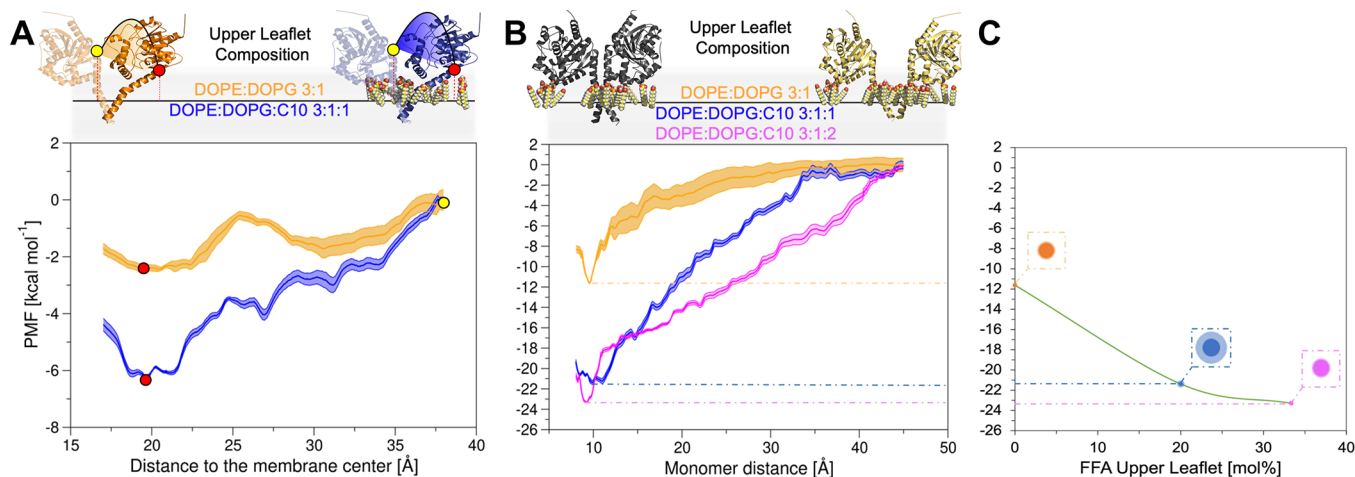 A
Upper Leaflet
Composition
DOPE:DOPG 3:1
DOPE:DOPG:C10 3:1:1
2
0
-2
-4
-6
-8
PMF [kcal mol-1]
15 20 25 30 35 40
Distance to the membrane center [Å]
B
Upper Leaflet
Composition
DOPE:DOPG 3:1
DOPE:DOPG:C10 3:1:1
DOPE:DOPG:C10 3:1:2
2
0
-2
-4
-6
-8
-10
-12
-14
-16
-18
-20
-22
-24
-26
10 20 30 40 50
Monomer distance [Å]
C
2
0
-2
-4
-6
-8
-10
-12
-14
-16
-18
-20
-22
-24
-26
0 10 20 30 40
FFA Upper Leaflet [mol%]